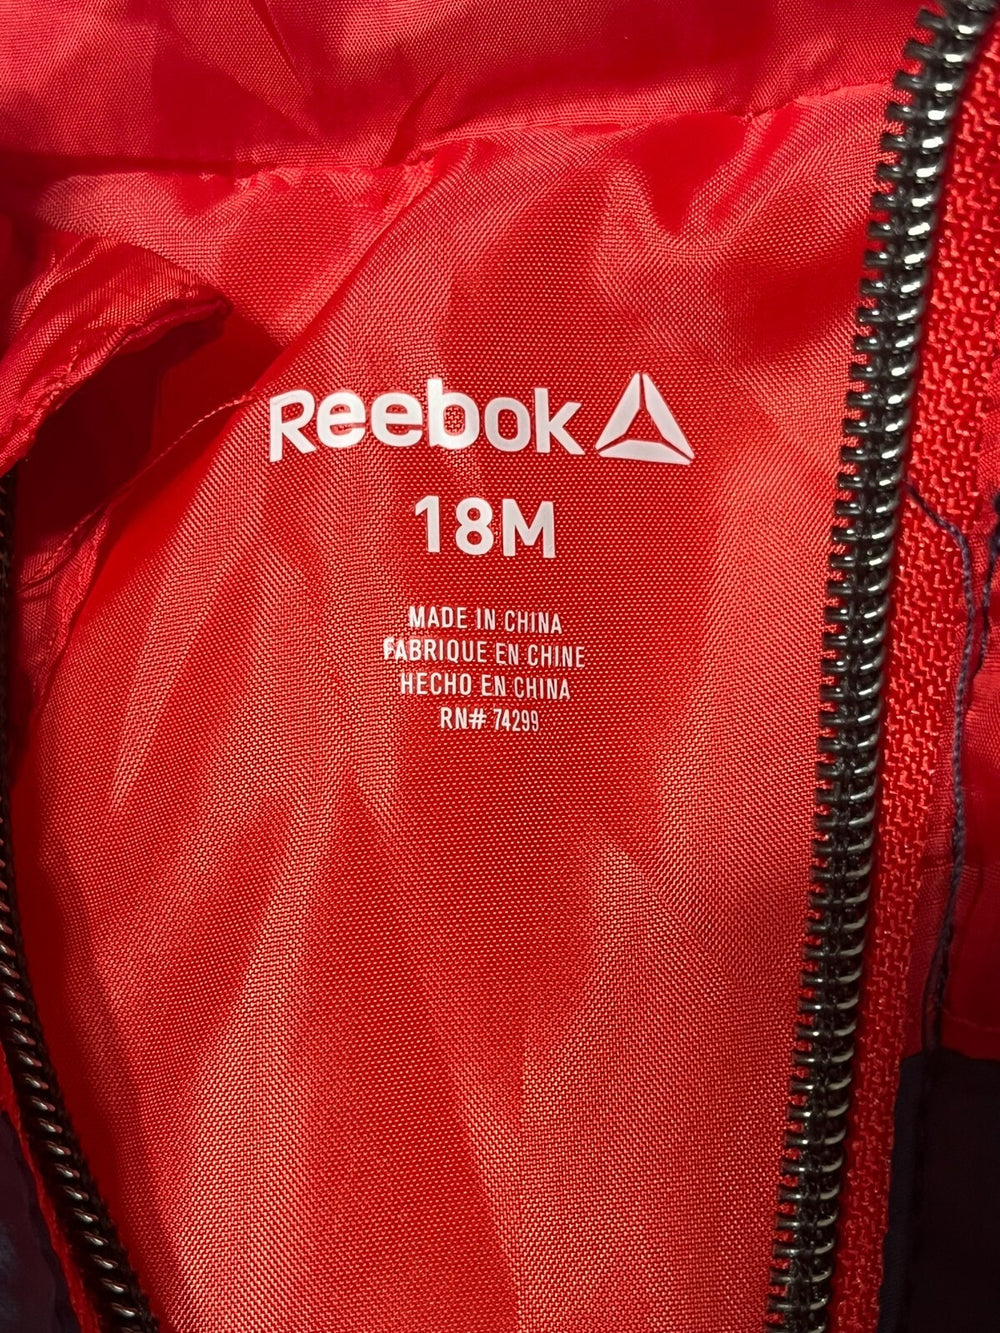 Reebok
18M
MADE IN CHINA
FABRIQUE EN CHINE
HECHO EN CHINA
RN# 74299